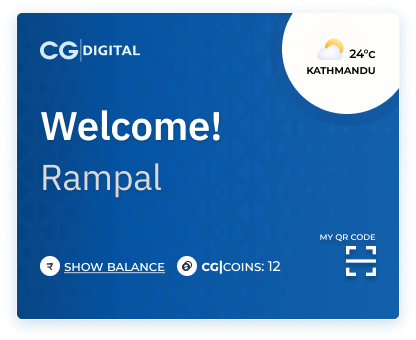 CG|DIGITAL
24°C
KATHMANDU
Welcome!
Rampal
MY QR CODE
₹ SHOW BALANCE
CG|COINS: 12